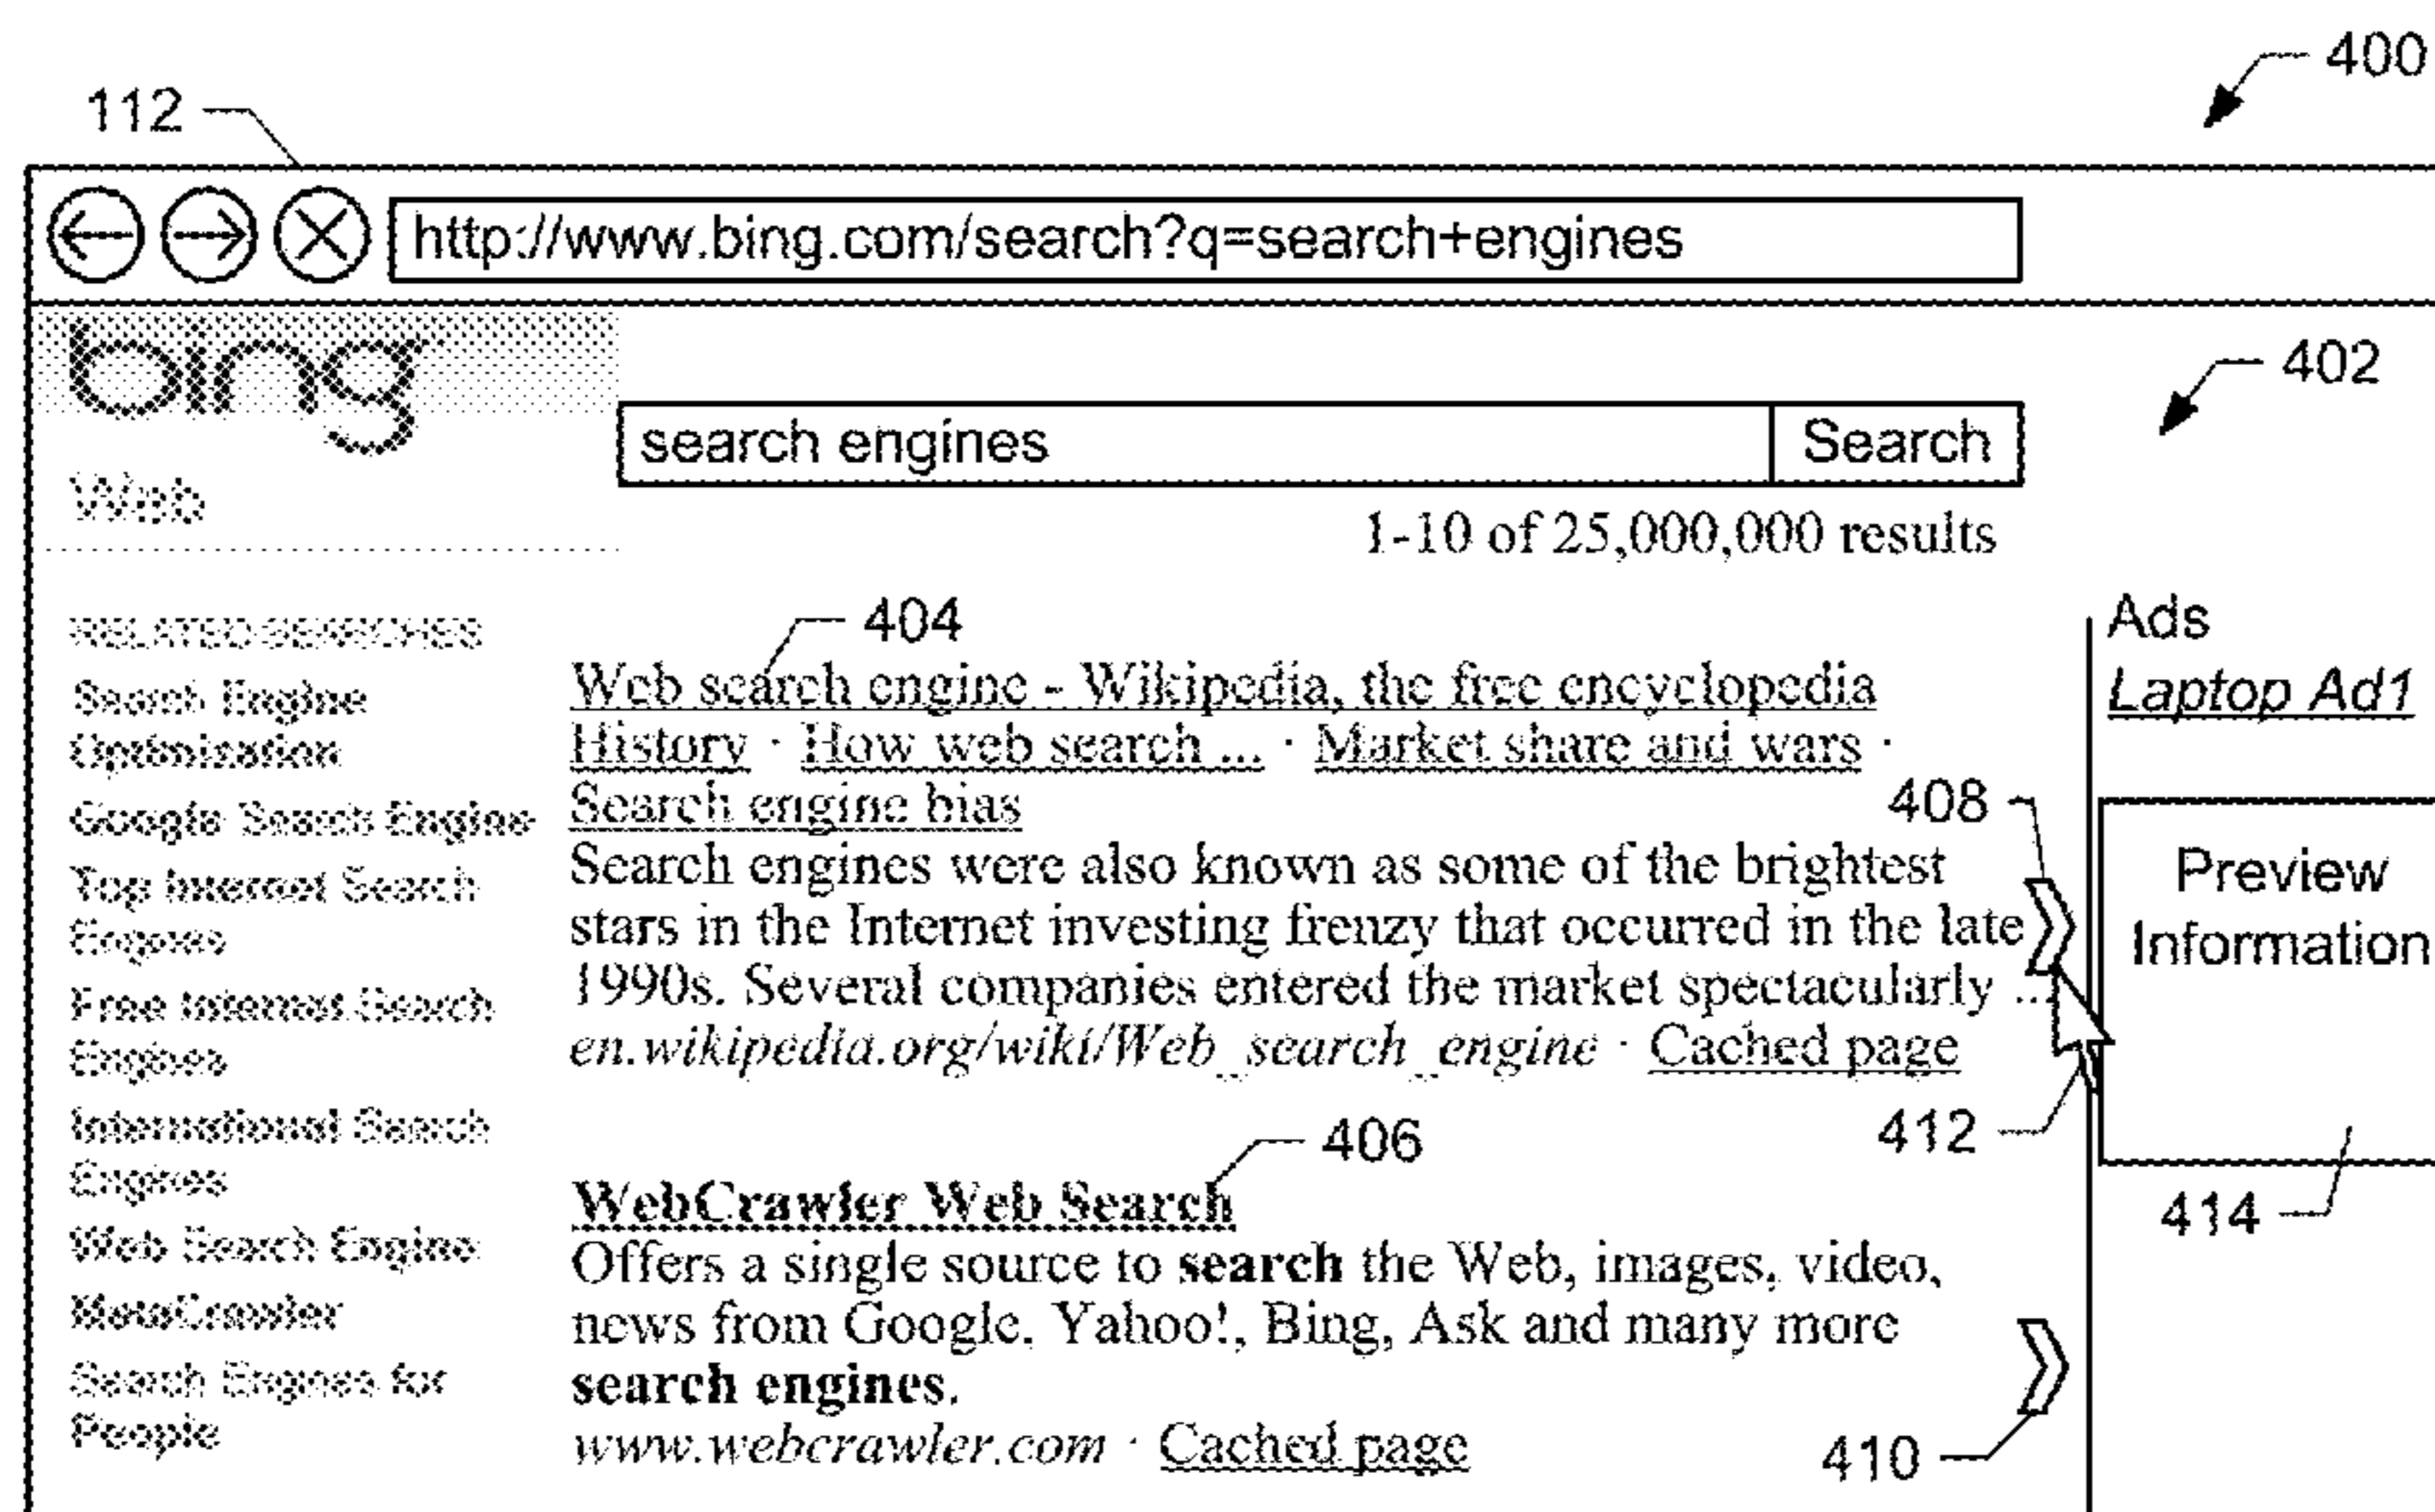 400
112
http://www.bing.com/search?q=search+engines
bing
402
search engines Search
Web
1-10 of 25,000,000 results
RELATED SEARCHES
Search Engine
Optimization
Google Search Engine
Top Internet Search
Engines
Free Internet Search
Engines
International Search
Engines
Web Search Engine
MetaCrawler
Search Engines for
People
404
Web search engine - Wikipedia, the free encyclopedia
History · How web search ... · Market share and wars ·
Search engine bias
408
Search engines were also known as some of the brightest
stars in the Internet investing frenzy that occurred in the late
1990s. Several companies entered the market spectacularly ...
en.wikipedia.org/wiki/Web_search_engine · Cached page
412
406
WebCrawler Web Search
Offers a single source to search the Web, images, video,
news from Google, Yahoo!, Bing, Ask and many more
search engines.
www.webcrawler.com · Cached page
410
Ads
Laptop Ad1
Preview
Information
414